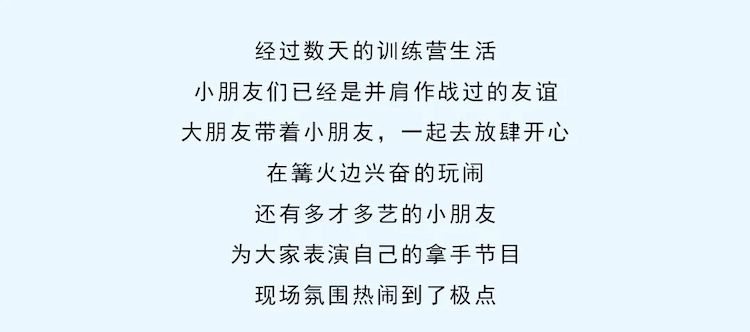 经过数天的训练营生活
小朋友们已经是并肩作战过的友谊
大朋友带着小朋友，一起去放肆开心
在篝火边兴奋的玩闹
还有多才多艺的小朋友
为大家表演自己的拿手节目
现场氛围热闹到了极点